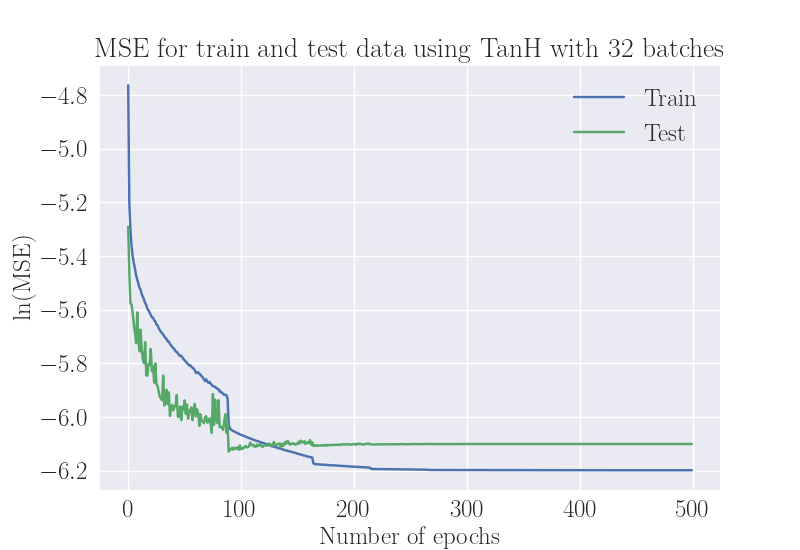 MSE for train and test data using TanH with 32 batches
−4.8
−5.0
−5.2
−5.4
−5.6
−5.8
−6.0
−6.2
ln(MSE)
Train
Test
0
100
200
300
400
500
Number of epochs